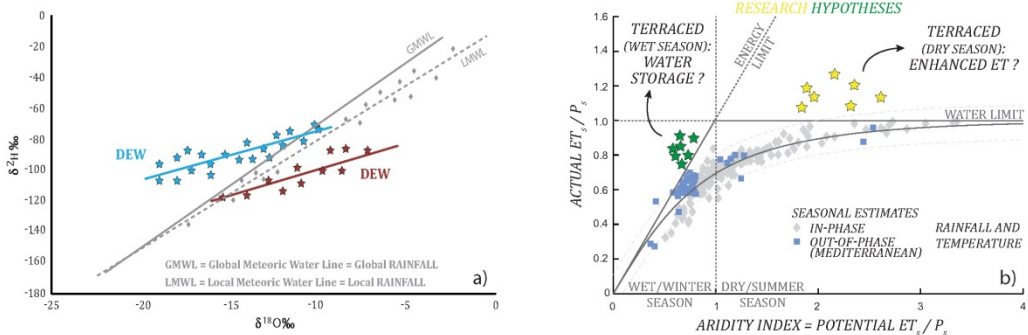 δ²H ‰
-0
-20
-40
-60
-80
-100
-120
-140
-160
-180
-25
-20
-15
-10
-5
0
δ¹⁸O‰
GMWL
LMWL
DEW
DEW
GMWL = Global Meteoric Water Line = Global RAINFALL
LMWL = Local Meteoric Water Line = Local RAINFALL
a)
RESEARCH HYPOTHESES
ACTUAL ETₛ / Pₛ
1.6
1.4
1.2
1.0
0.8
0.6
0.4
0.2
0
0
1
2
3
4
TERRACED
(WET SEASON):
WATER
STORAGE ?
ENERGY
LIMIT
TERRACED
(DRY SEASON):
ENHANCED ET ?
WATER LIMIT
SEASONAL ESTIMATES
IN-PHASE
OUT-OF-PHASE
(MEDITERRANEAN)
RAINFALL AND
TEMPERATURE
WET/WINTER
SEASON
DRY/SUMMER
SEASON
b)
ARIDITY INDEX = POTENTIAL ETₛ / Pₛ